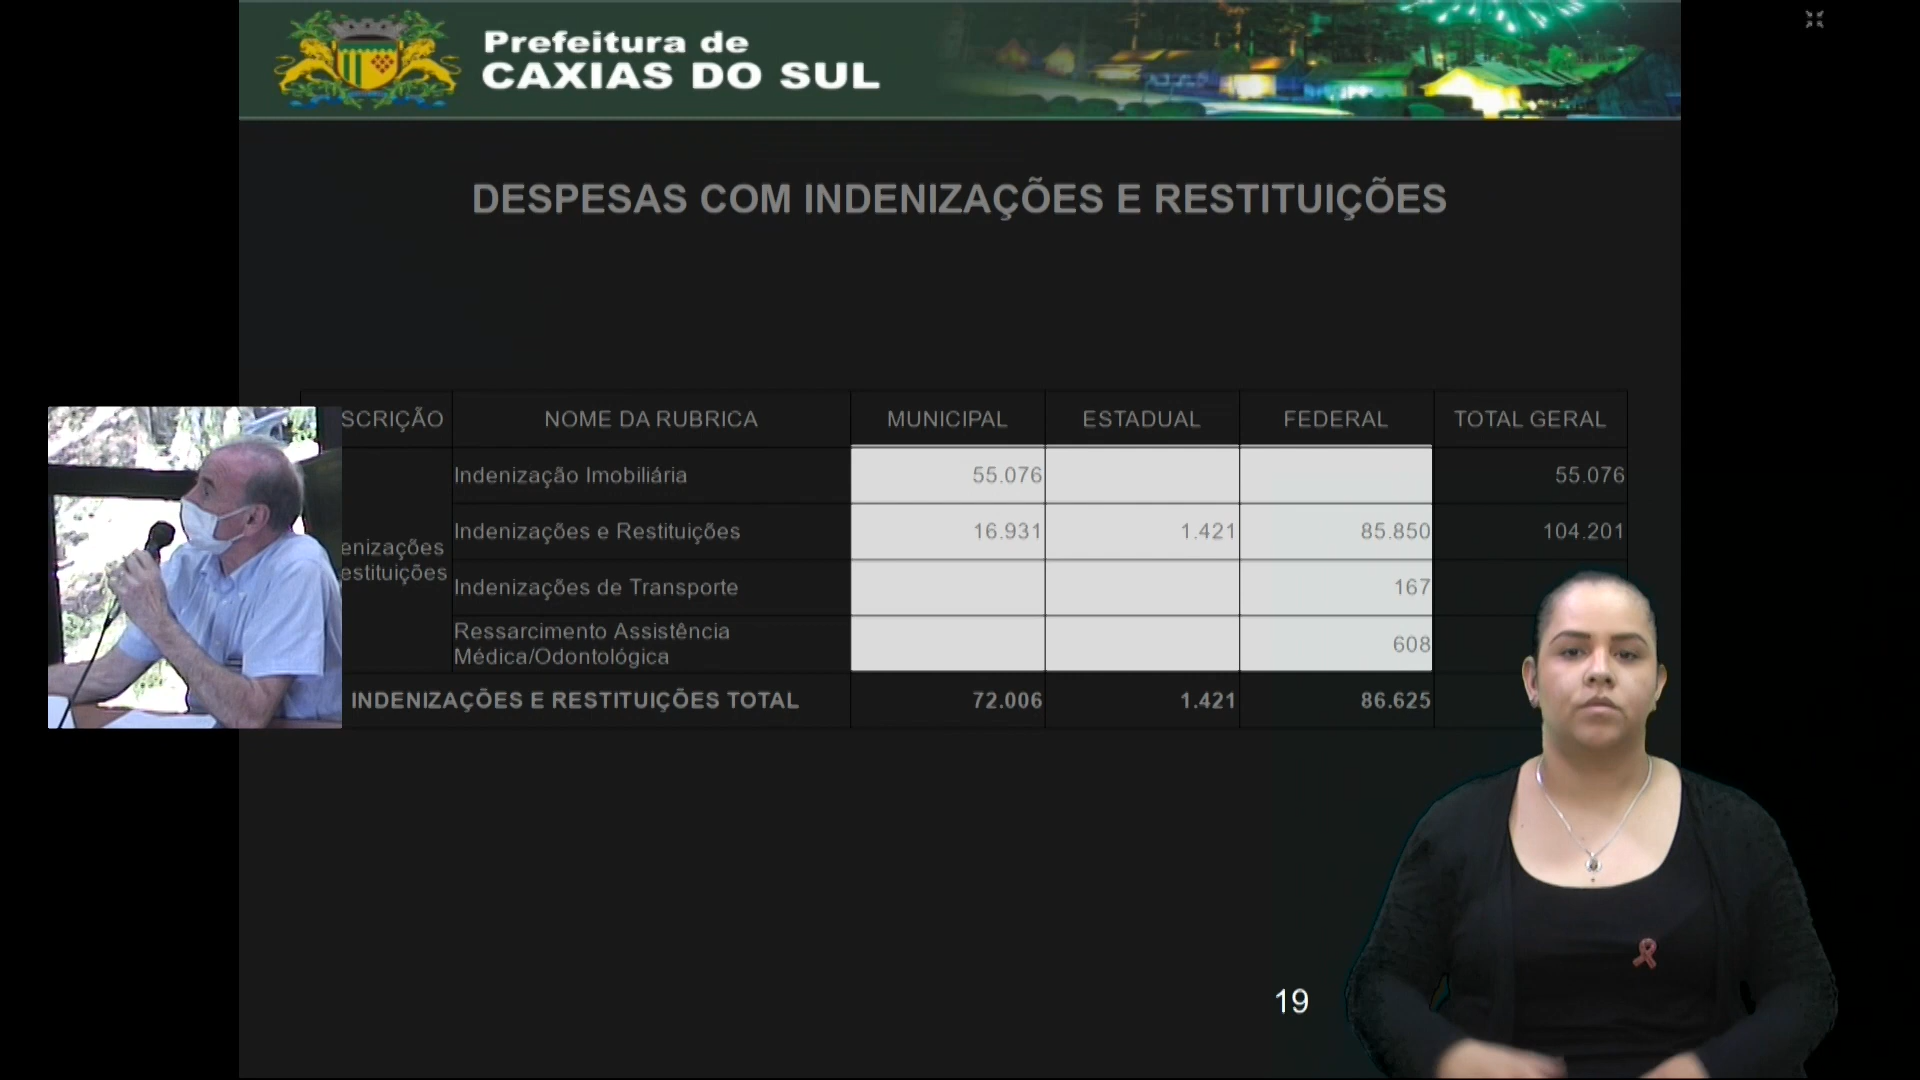 Prefeitura de
CAXIAS DO SUL
DESPESAS COM INDENIZAÇÕES E RESTITUIÇÕES
SCRIÇÃO NOME DA RUBRICA MUNICIPAL ESTADUAL FEDERAL TOTAL GERAL
Indenização Imobiliária 55.076 55.076
Indenizações e Restituições 16.931 1.421 85.850 104.201
enizações
estituições
Indenizações de Transporte 167
Ressarcimento Assistência
Médica/Odontológica 608
INDENIZAÇÕES E RESTITUIÇÕES TOTAL 72.006 1.421 86.625
19